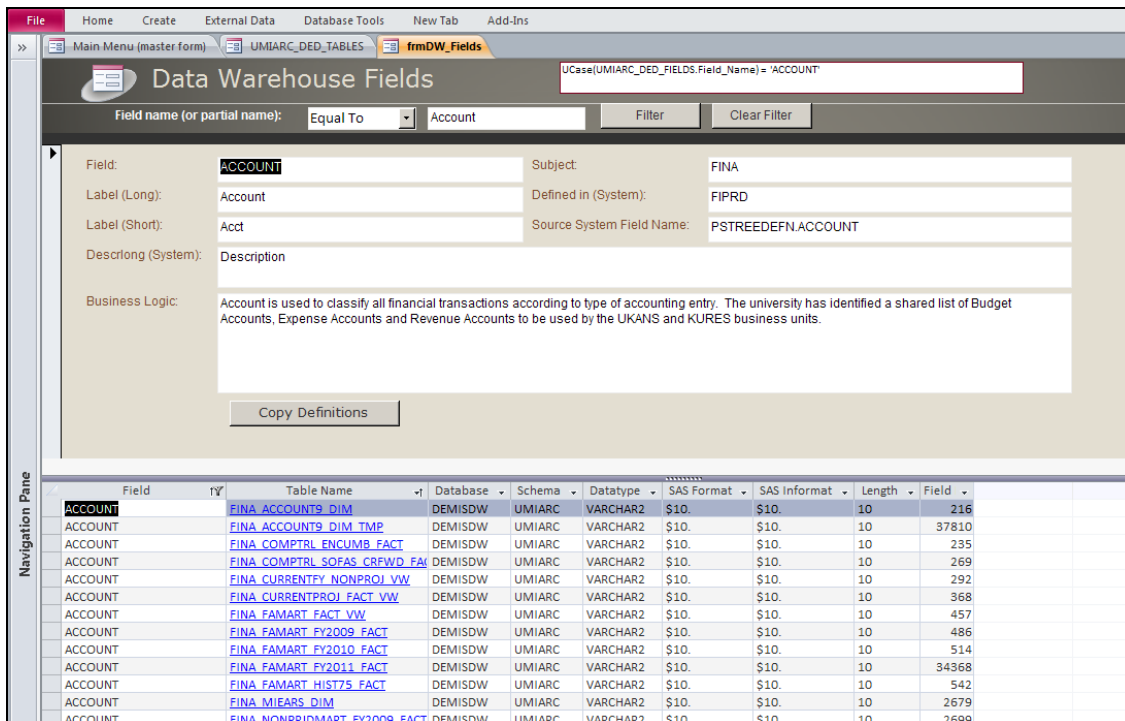 File Home Create External Data Database Tools New Tab Add-Ins
» Main Menu (master form) UMIARC_DED_TABLES frmDW_Fields
Data Warehouse Fields UCase(UMIARC_DED_FIELDS.Field_Name)= 'ACCOUNT'
Field name (or partial name): Equal To Account Filter Clear Filter
Field: ACCOUNT Subject: FINA
Label (Long): Account Defined in (System): FIPRD
Label (Short): Acct Source System Field Name: PSTREEDEFN.ACCOUNT
Descrlong (System): Description
Business Logic: Account is used to classify all financial transactions according to type of accounting entry. The university has identified a shared list of Budget
Accounts, Expense Accounts and Revenue Accounts to be used by the UKANS and KURES business units.
Copy Definitions
Navigation Pane
Field Table Name Database Schema Datatype SAS Format SAS Informat Length Field
ACCOUNT FINA_ACCOUNT9_DIM DEMISDW UMIARC VARCHAR2 $10. $10. 10 216
ACCOUNT FINA_ACCOUNT9_DIM_TMP DEMISDW UMIARC VARCHAR2 $10. $10. 10 37810
ACCOUNT FINA_COMPTRL_ENCUMB_FACT DEMISDW UMIARC VARCHAR2 $10. $10. 10 235
ACCOUNT FINA_COMPTRL_SOFAS_CRFWD_FA DEMISDW UMIARC VARCHAR2 $10. $10. 10 269
ACCOUNT FINA_CURRENTFY_NONPROJ_VW DEMISDW UMIARC VARCHAR2 $10. $10. 10 292
ACCOUNT FINA_CURRENTPROJ_FACT_VW DEMISDW UMIARC VARCHAR2 $10. $10. 10 368
ACCOUNT FINA_FAMART_FACT_VW DEMISDW UMIARC VARCHAR2 $10. $10. 10 457
ACCOUNT FINA_FAMART_FY2009_FACT DEMISDW UMIARC VARCHAR2 $10. $10. 10 486
ACCOUNT FINA_FAMART_FY2010_FACT DEMISDW UMIARC VARCHAR2 $10. $10. 10 514
ACCOUNT FINA_FAMART_FY2011_FACT DEMISDW UMIARC VARCHAR2 $10. $10. 10 34368
ACCOUNT FINA_FAMART_HIST75_FACT DEMISDW UMIARC VARCHAR2 $10. $10. 10 542
ACCOUNT FINA_MIEARS_DIM DEMISDW UMIARC VARCHAR2 $10. $10. 10 2679
ACCOUNT FINA_NONPRIDMART_FY2009_FACT DEMISDW UMIARC VARCHAR2 $10. $10. 10 2699